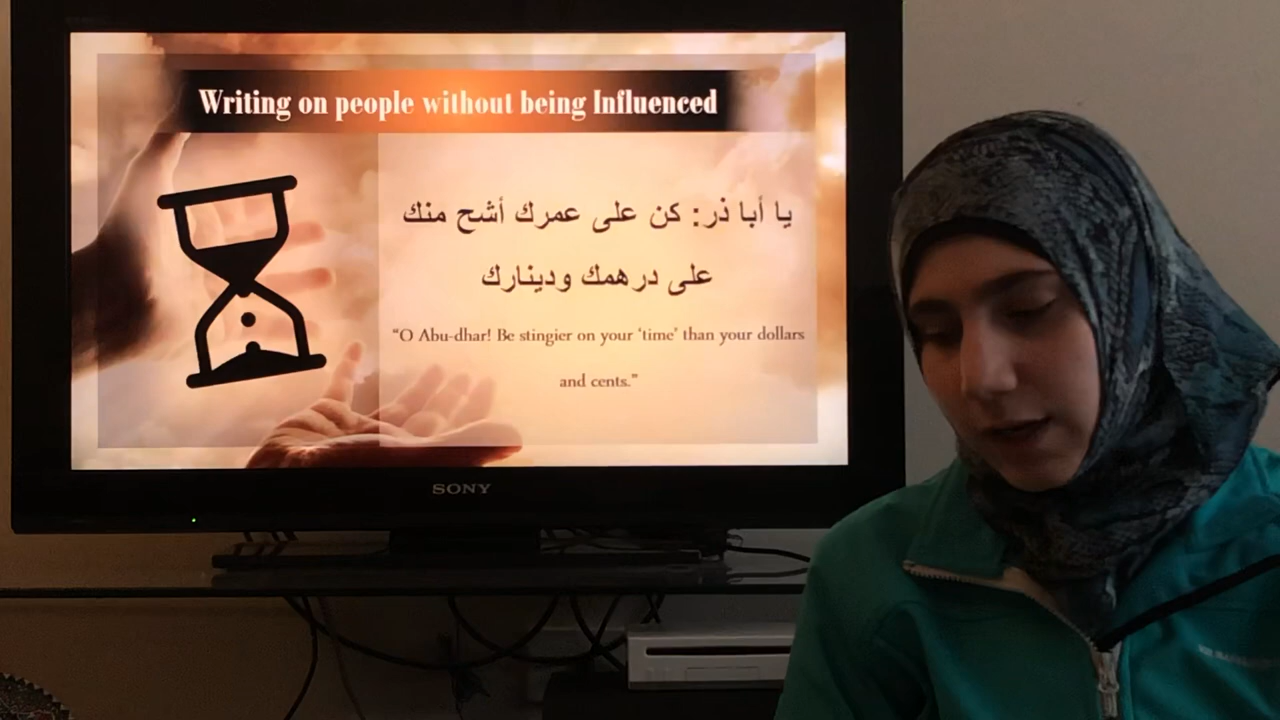 Writing on people without being Influenced
يا أبا ذر: كن على عمرك أشح منك
على درهمك ودينارك
“O Abu-dhar! Be stingier on your ‘time’ than your dollars
and cents.”
SONY